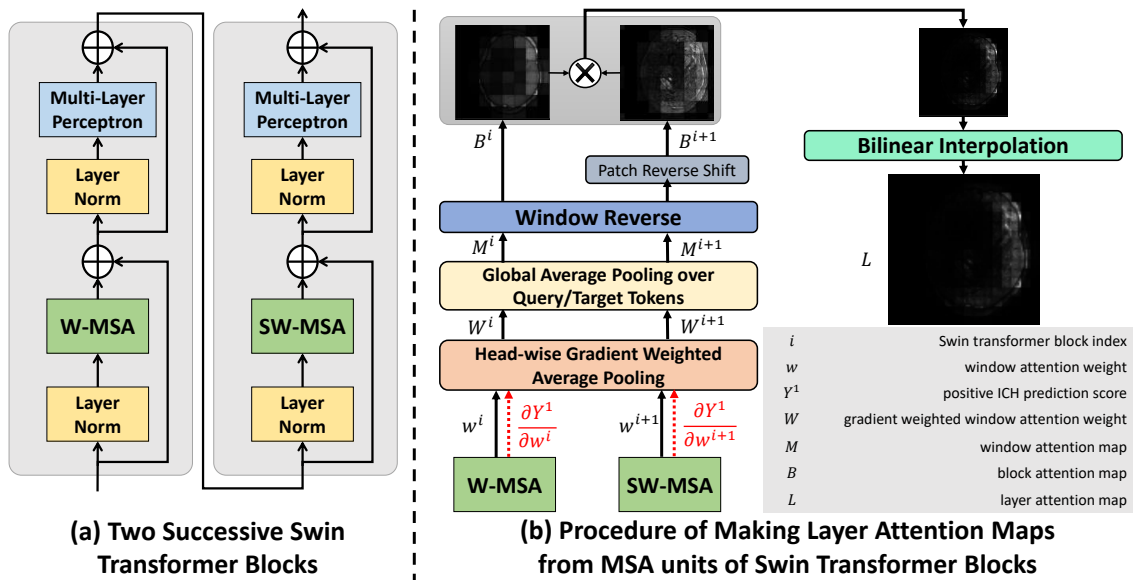 Multi-Layer
Perceptron
Layer
Norm
W-MSA
Layer
Norm
Multi-Layer
Perceptron
Layer
Norm
SW-MSA
Layer
Norm
(a) Two Successive Swin
Transformer Blocks
B^i
B^{i+1}
Patch Reverse Shift
Window Reverse
M^i
M^{i+1}
Global Average Pooling over
Query/Target Tokens
W^i
W^{i+1}
Head-wise Gradient Weighted
Average Pooling
w^i
∂Y^1
∂w^i
w^{i+1}
∂Y^1
∂w^{i+1}
W-MSA
SW-MSA
Bilinear Interpolation
L
i Swin transformer block index
w window attention weight
Y^1 positive ICH prediction score
W gradient weighted window attention weight
M window attention map
B block attention map
L layer attention map
(b) Procedure of Making Layer Attention Maps
from MSA units of Swin Transformer Blocks